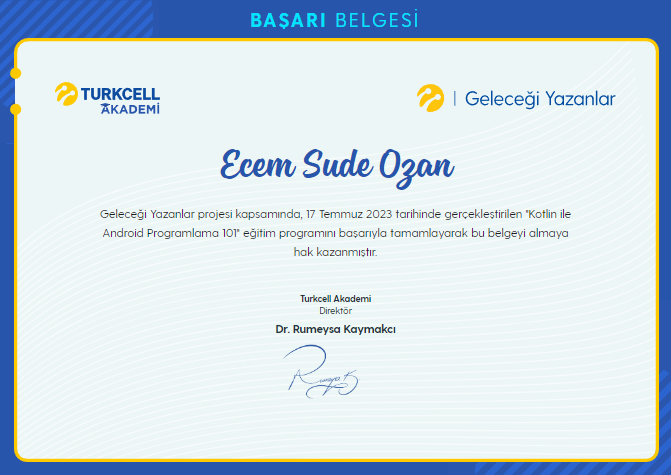 BAŞARI BELGESİ
TURKCELL
AKADEMİ
| Geleceği Yazanlar
Ecem Sude Ozan
Geleceği Yazanlar projesi kapsamında, 17 Temmuz 2023 tarihinde gerçekleştirilen "Kotlin ile
Android Programlama 101" eğitim programını başarıyla tamamlayarak bu belgeyi almaya
hak kazanmıştır.
Turkcell Akademi
Direktör
Dr. Rumeysa Kaymakcı
Rumeysa K